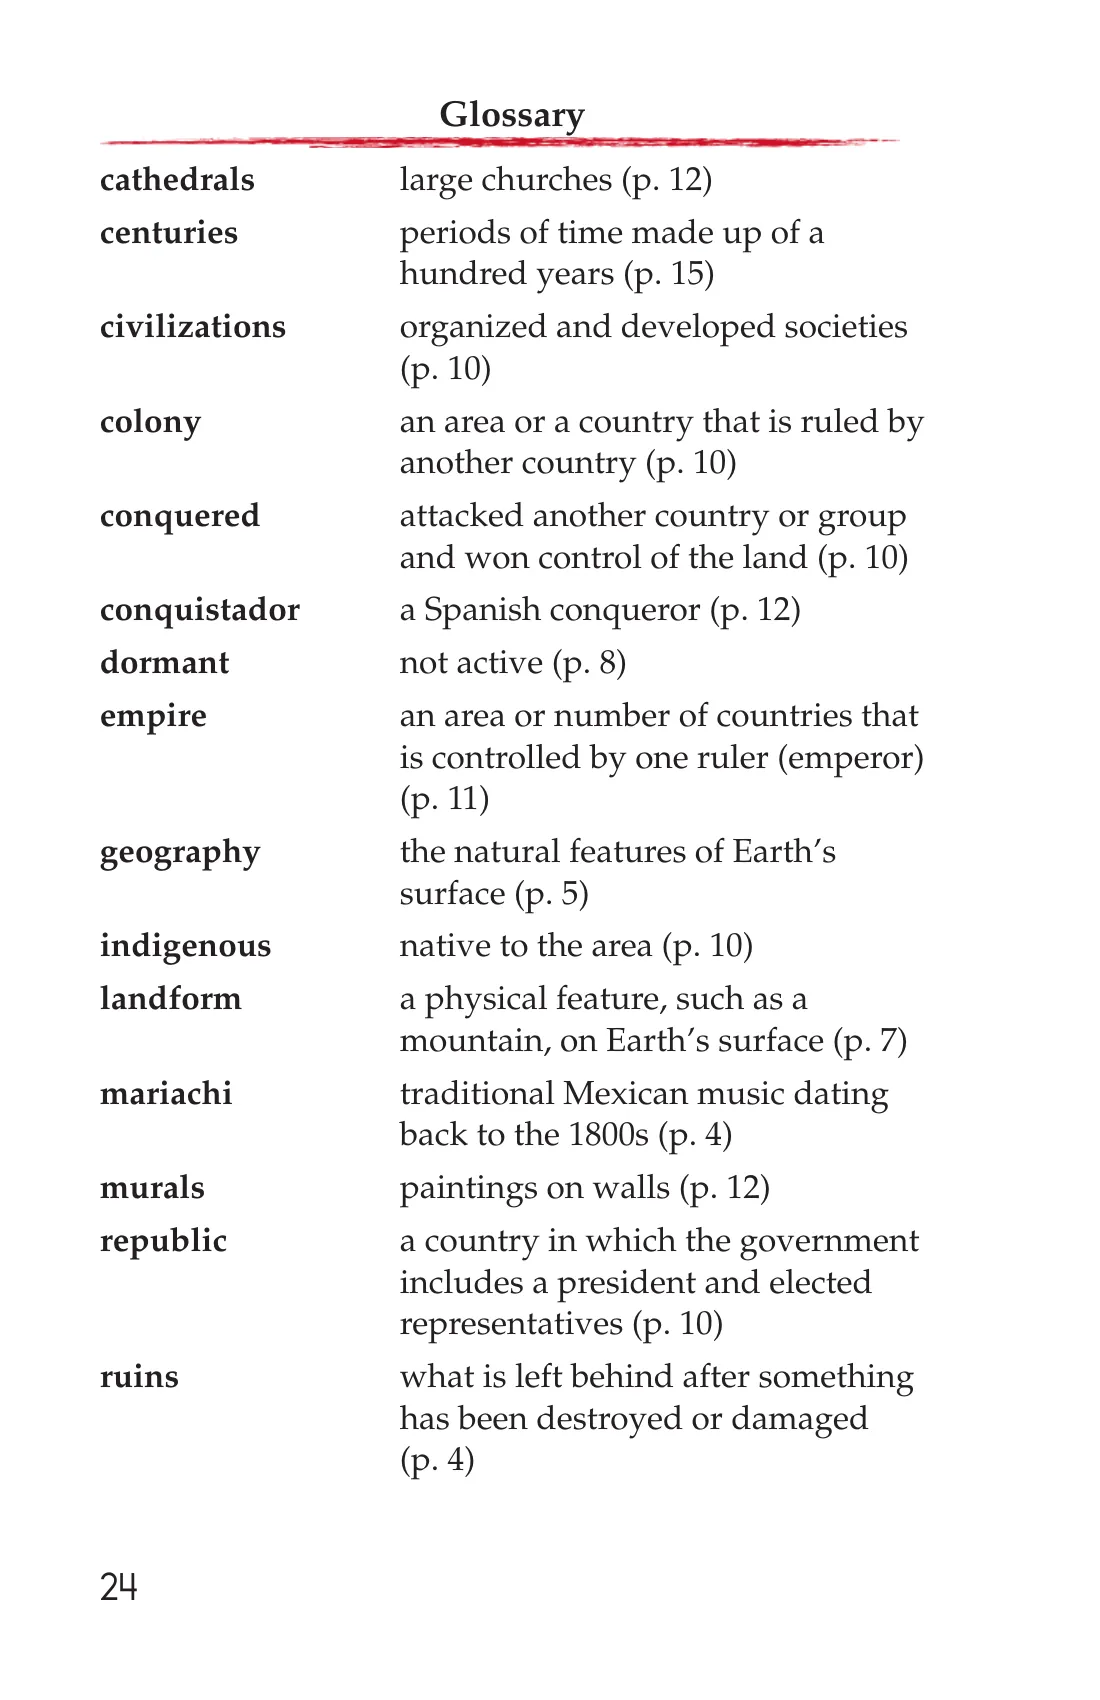 Glossary
cathedrals large churches (p. 12)
centuries periods of time made up of a
hundred years (p. 15)
civilizations organized and developed societies
(p. 10)
colony an area or a country that is ruled by
another country (p. 10)
conquered attacked another country or group
and won control of the land (p. 10)
conquistador a Spanish conqueror (p. 12)
dormant not active (p. 8)
empire an area or number of countries that
is controlled by one ruler (emperor)
(p. 11)
geography the natural features of Earth’s
surface (p. 5)
indigenous native to the area (p. 10)
landform a physical feature, such as a
mountain, on Earth’s surface (p. 7)
mariachi traditional Mexican music dating
back to the 1800s (p. 4)
murals paintings on walls (p. 12)
republic a country in which the government
includes a president and elected
representatives (p. 10)
ruins what is left behind after something
has been destroyed or damaged
(p. 4)
24